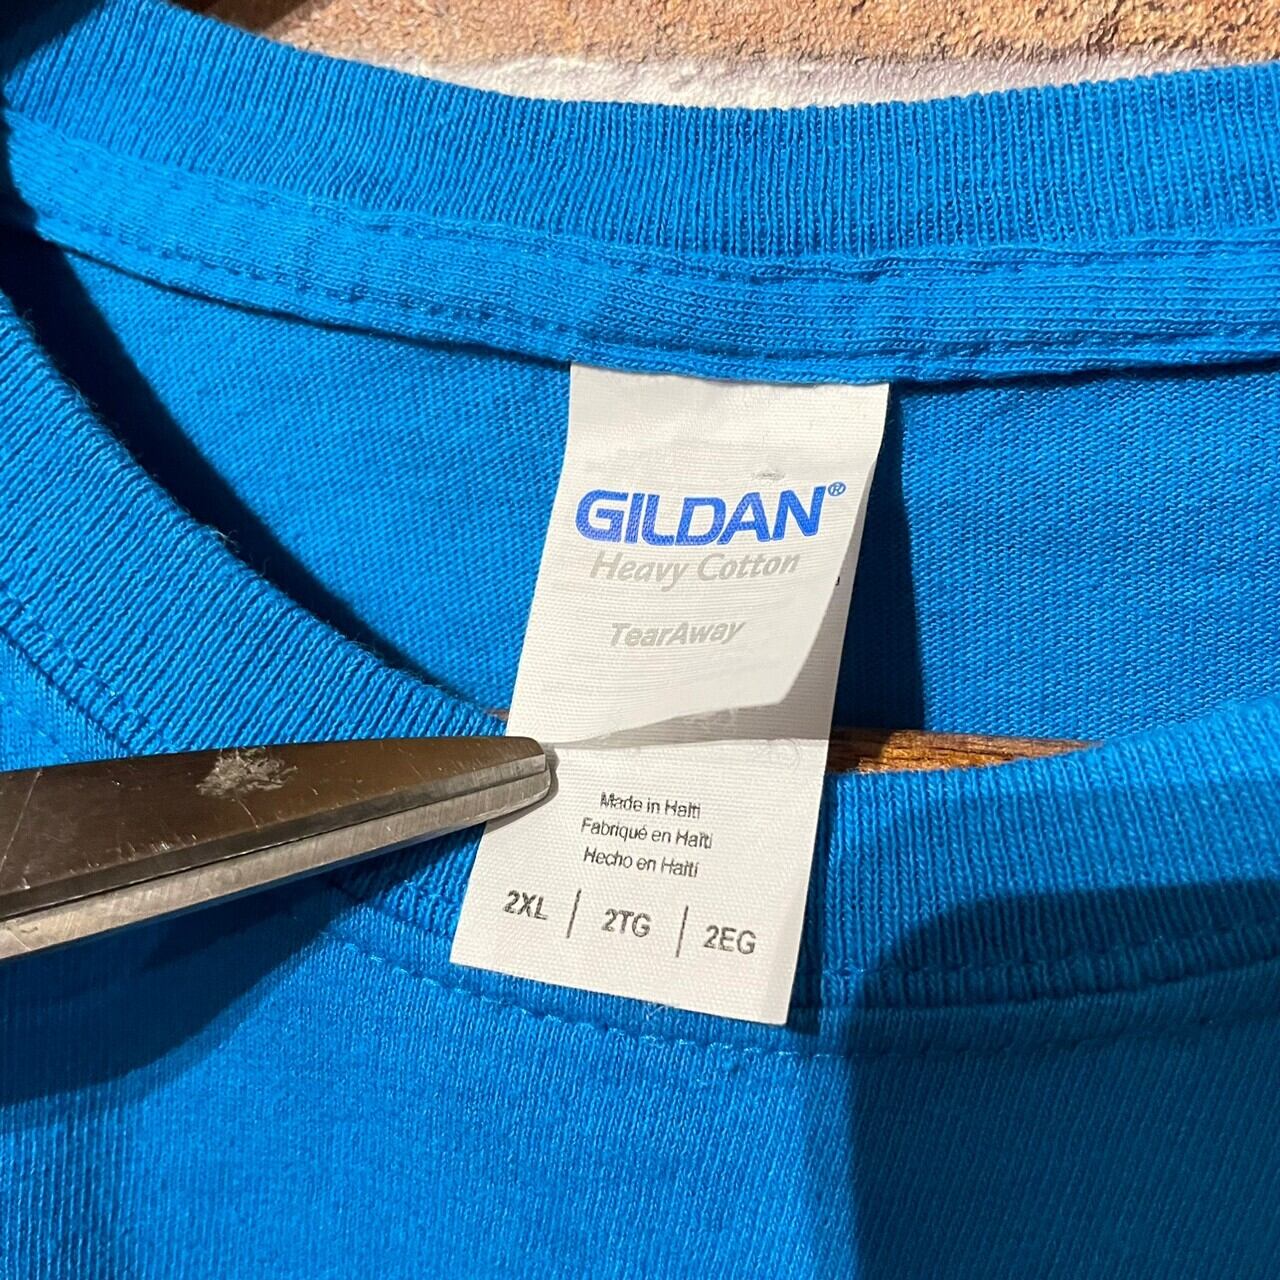 GILDAN®
Heavy Cotton
TearAway
Made in Haiti
Fabriqué en Haïti
Hecho en Haití
2XL | 2TG | 2EG